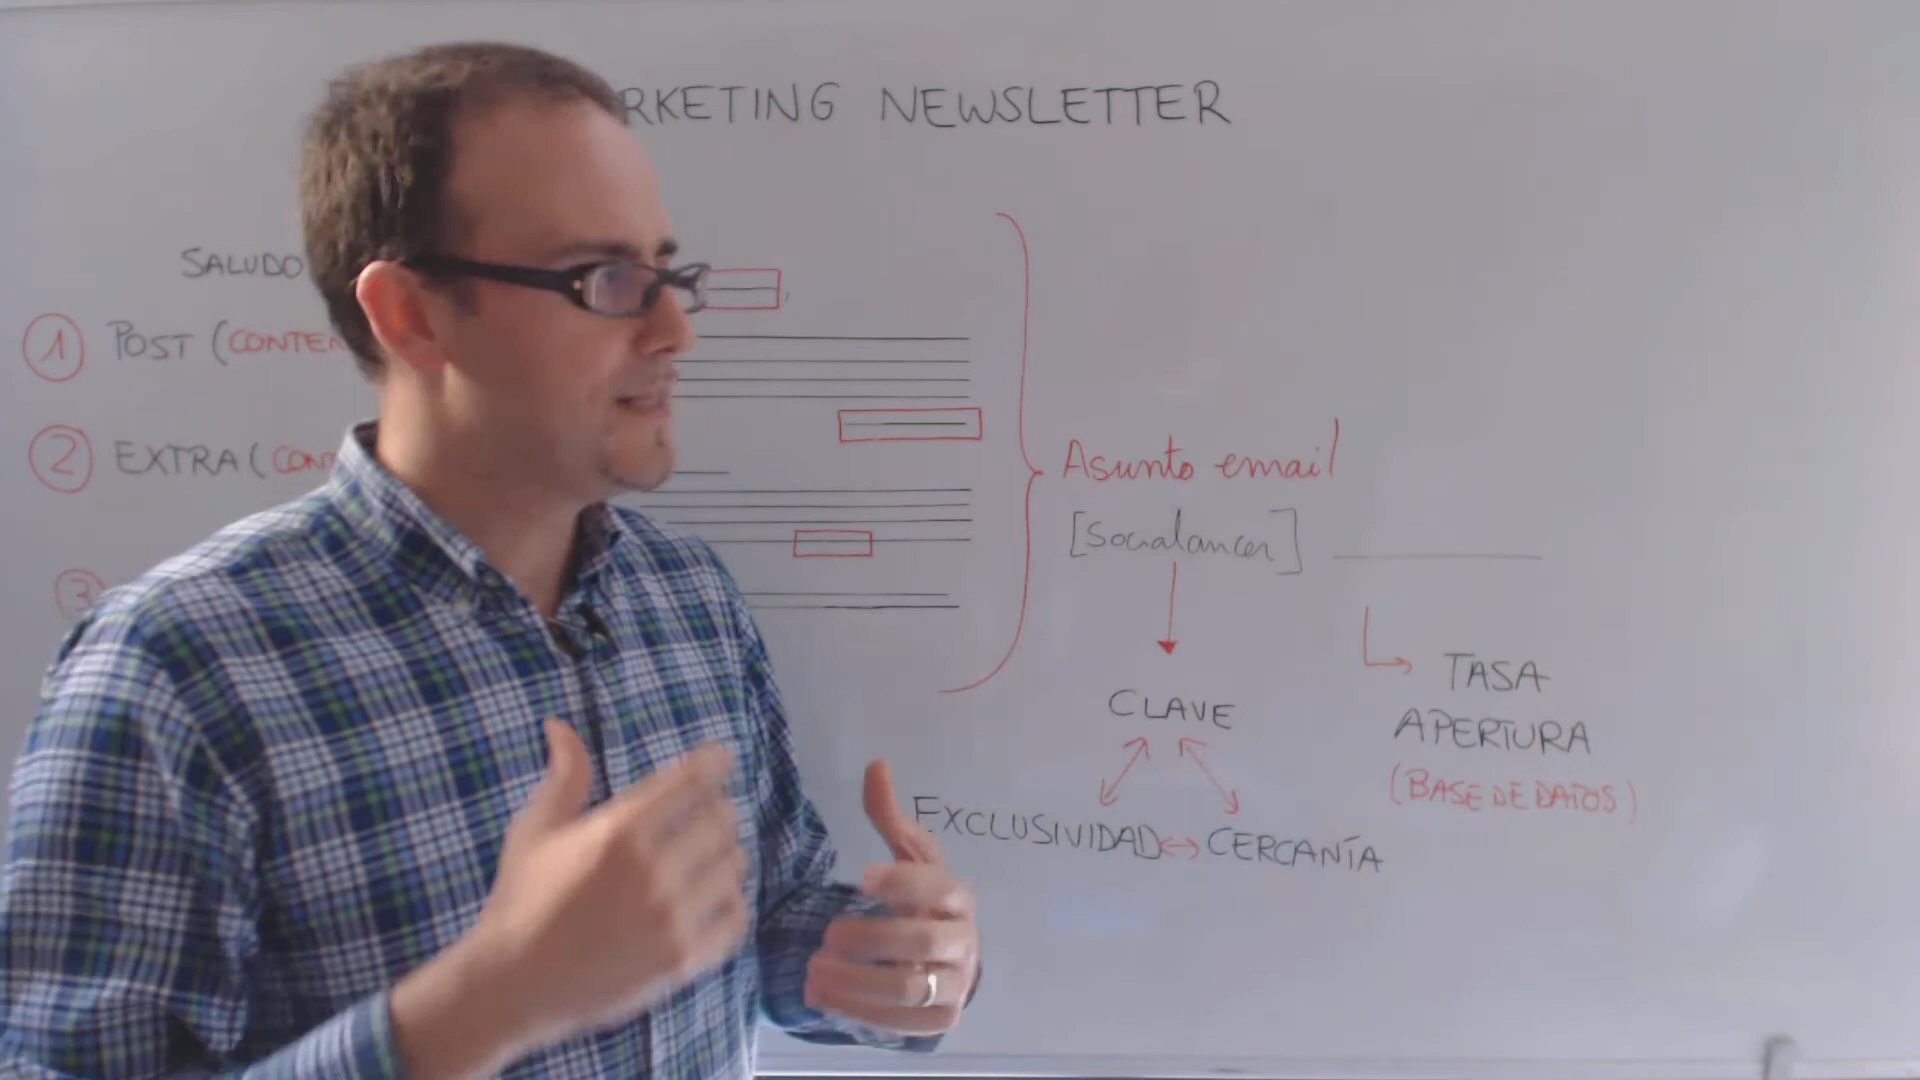 RKETING NEWSLETTER
SALUDO
1 POST (CONTEN
2 EXTRA (CON
3
Asunto email
[Socialancer]
CLAVE
EXCLUSIVIDAD ↔ CERCANÍA
TASA
APERTURA
(BASE DE DATOS)